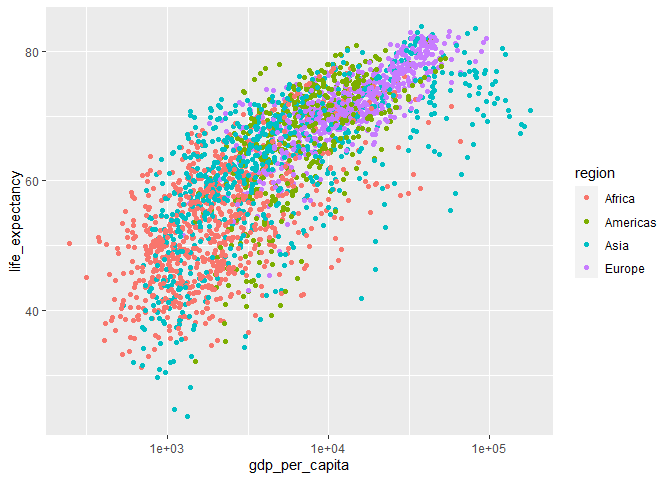 80
60
40
life_expectancy
1e+03
1e+04
1e+05
gdp_per_capita
region
Africa
Americas
Asia
Europe